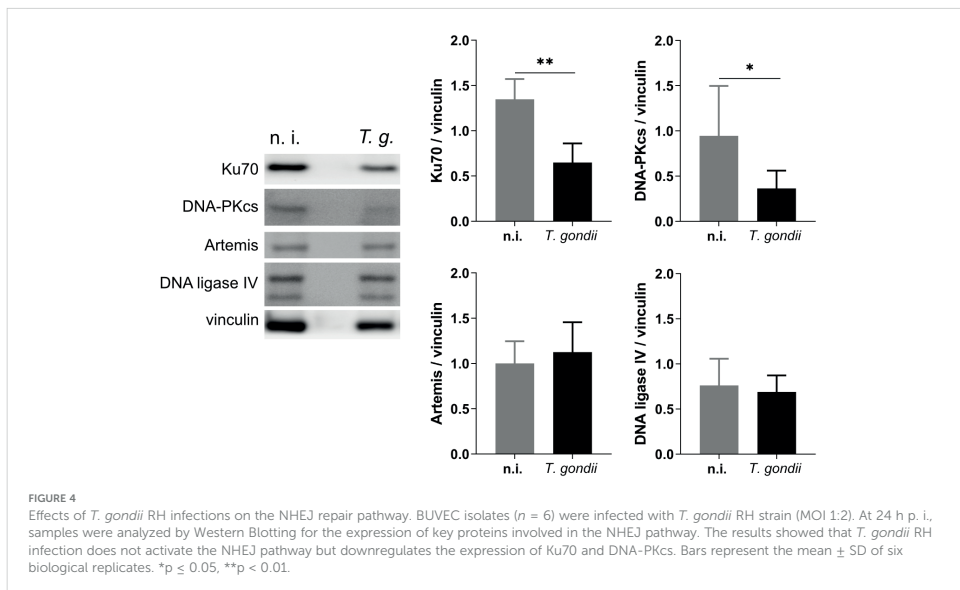 n. i. T. g.
Ku70
DNA-PKcs
Artemis
DNA ligase IV
vinculin
2.0
1.5
1.0
0.5
0.0
Ku70 / vinculin
**
n.i. T. gondii
2.0
1.5
1.0
0.5
0.0
DNA-PKcs / vinculin
*
n.i. T. gondii
2.0
1.5
1.0
0.5
0.0
Artemis / vinculin
n.i. T. gondii
2.0
1.5
1.0
0.5
0.0
DNA ligase IV / vinculin
n.i. T. gondii
FIGURE 4
Effects of T. gondii RH infections on the NHEJ repair pathway. BUVEC isolates (n = 6) were infected with T. gondii RH strain (MOI 1:2). At 24 h p. i.,
samples were analyzed by Western Blotting for the expression of key proteins involved in the NHEJ pathway. The results showed that T. gondii RH
infection does not activate the NHEJ pathway but downregulates the expression of Ku70 and DNA-PKcs. Bars represent the mean ± SD of six
biological replicates. *p ≤ 0.05, **p < 0.01.